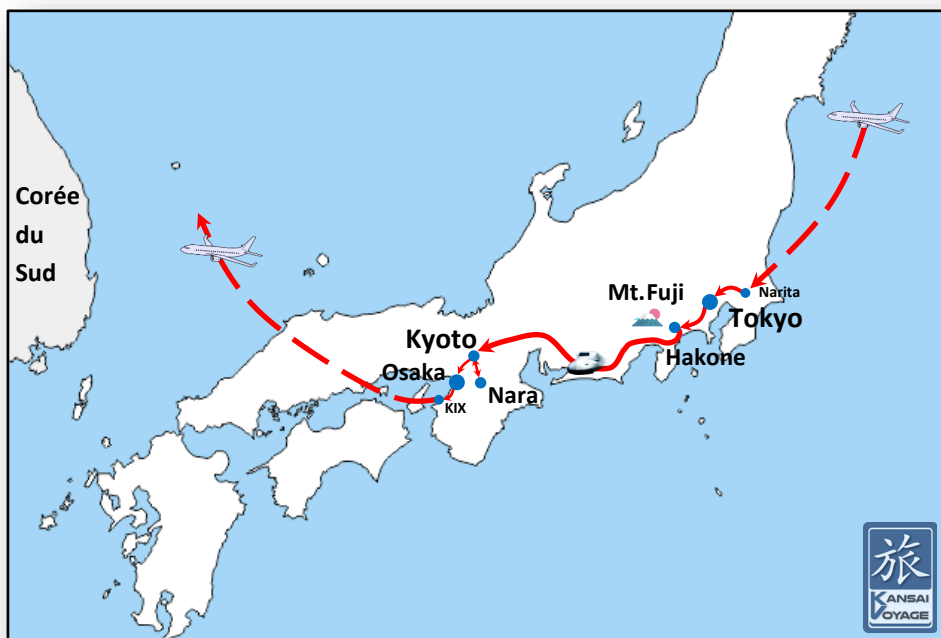 Corée
du
Sud
Mt.Fuji
Narita
Tokyo
Hakone
Kyoto
Osaka
Nara
KIX
旅
KANSAI
VOYAGE